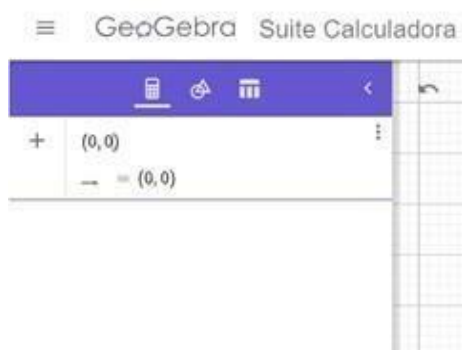 GeoGebra Suite Calculadora
(0,0)
→ = (0,0)